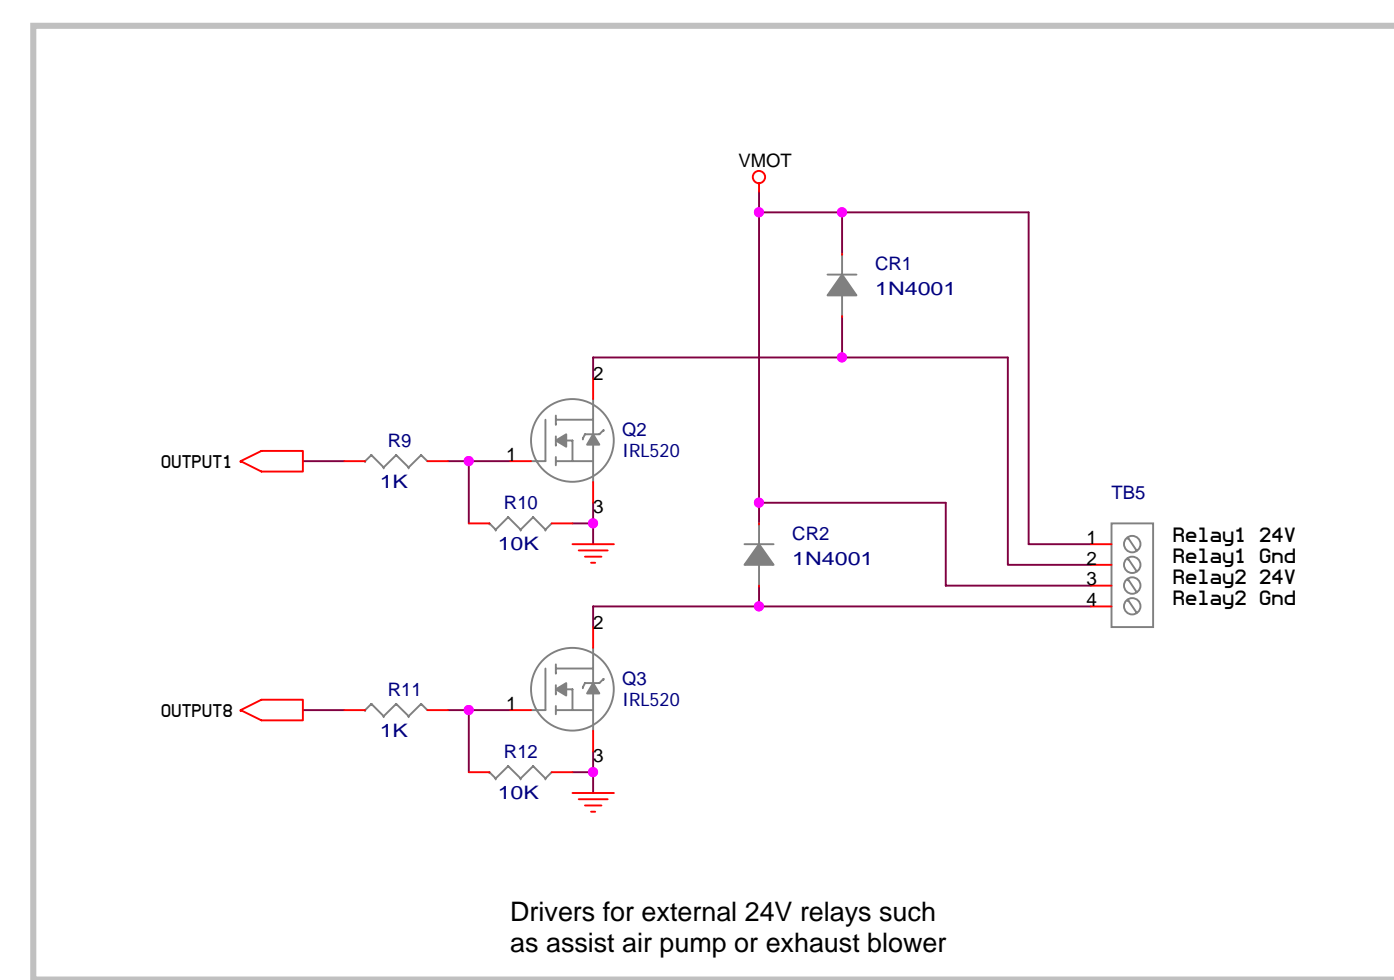 VMOT
CR1
1N4001
2
Q2
IRL520
R9
1
OUTPUT1
1K
R10
3
10K
TB5
CR2
1N4001
1
2
3
4
Relay1 24V
Relay1 Gnd
Relay2 24V
Relay2 Gnd
2
Q3
IRL520
R11
1
OUTPUT8
1K
R12
3
10K
Drivers for external 24V relays such
as assist air pump or exhaust blower